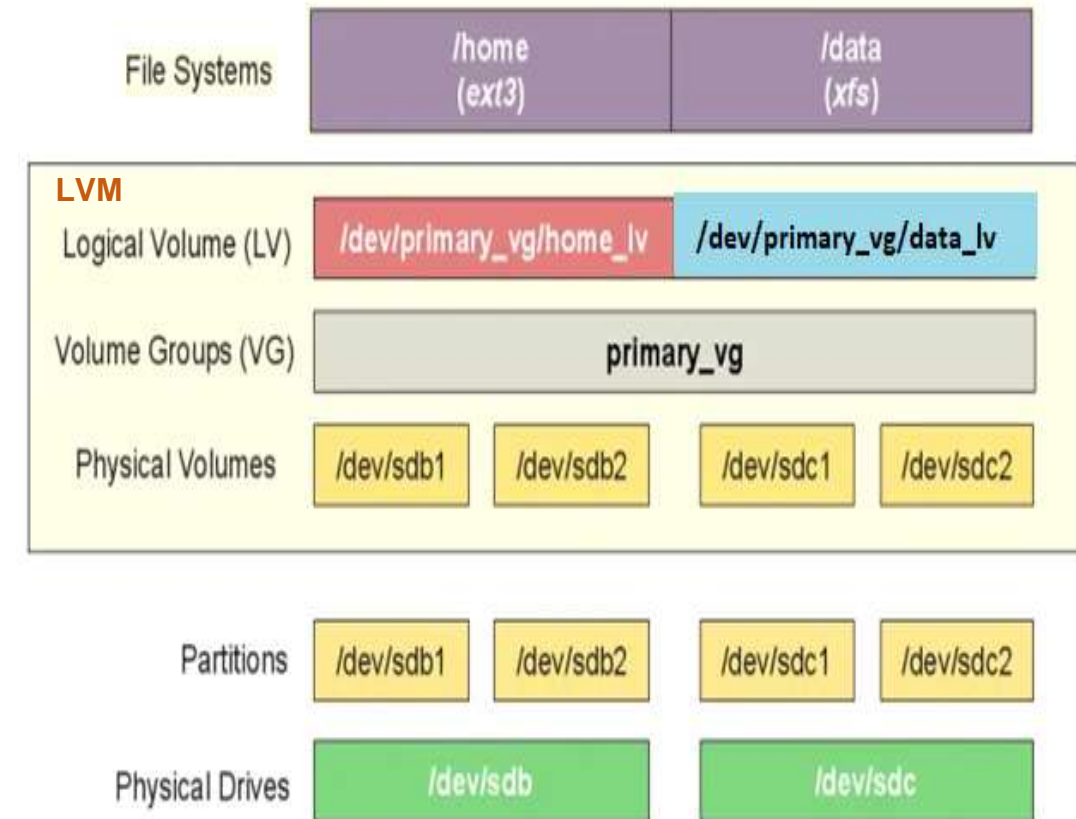 File Systems
/home
(ext3)
/data
(xfs)
LVM
Logical Volume (LV)
/dev/primary_vg/home_lv
/dev/primary_vg/data_lv
Volume Groups (VG)
primary_vg
Physical Volumes
/dev/sdb1
/dev/sdb2
/dev/sdc1
/dev/sdc2
Partitions
/dev/sdb1
/dev/sdb2
/dev/sdc1
/dev/sdc2
Physical Drives
/dev/sdb
/dev/sdc